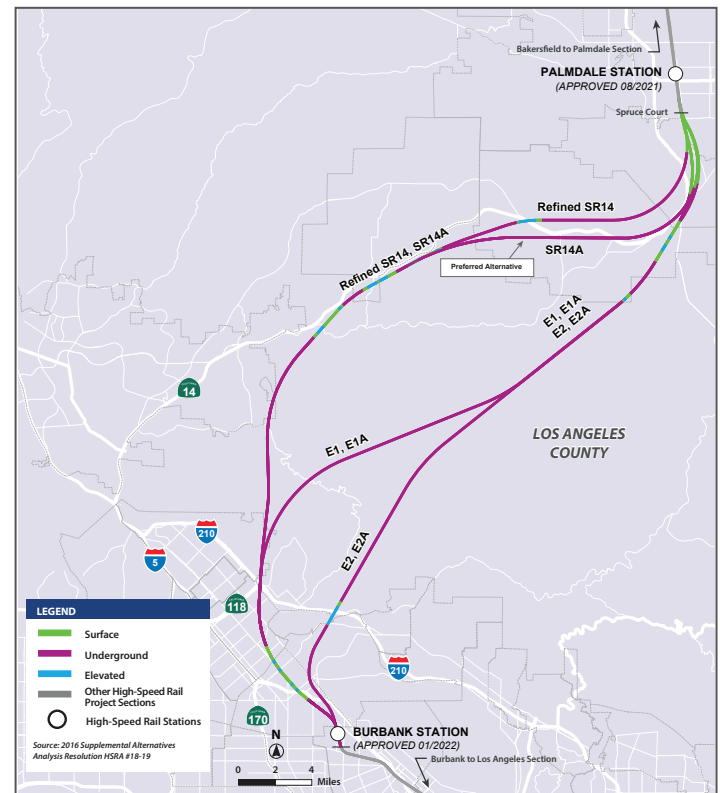 Bakersfield to Palmdale Section
PALMDALE STATION
(APPROVED 08/2021)
Spruce Court
Refined SR14
Refined SR14, SR14A
SR14A
Preferred Alternative
E1, E1A
E2, E2A
CALIFORNIA
14
LOS ANGELES
COUNTY
E1, E1A
E2, E2A
210
5
118
210
170
LEGEND
Surface
Underground
Elevated
Other High-Speed Rail
Project Sections
High-Speed Rail Stations
Source: 2016 Supplemental Alternatives
Analysis Resolution HSRA #18-19
N
0 2 4
Miles
BURBANK STATION
(APPROVED 01/2022)
Burbank to Los Angeles Section